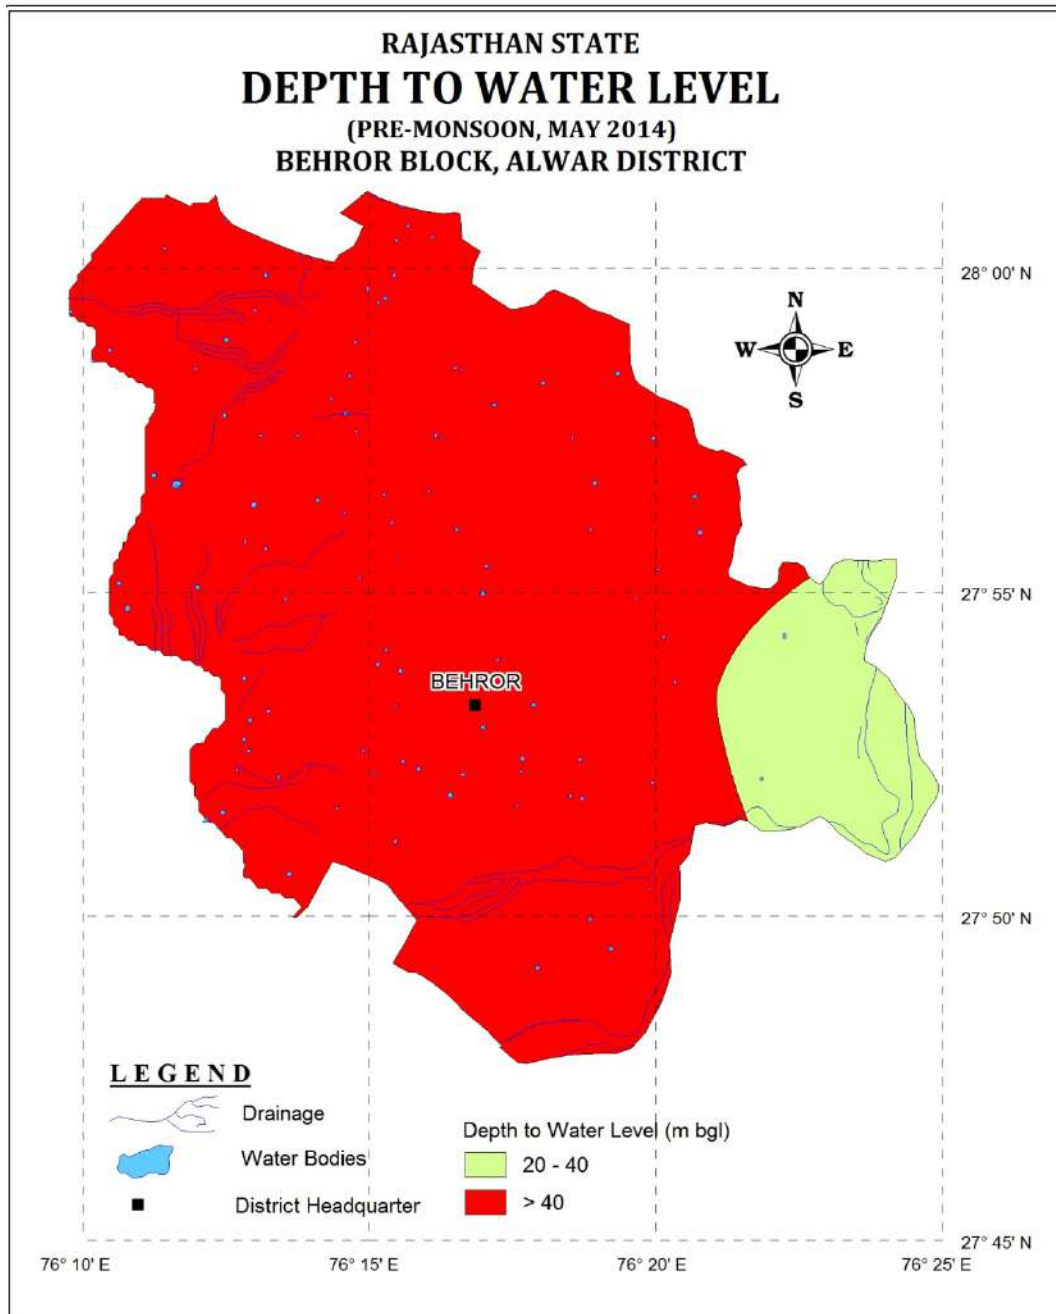 RAJASTHAN STATE
DEPTH TO WATER LEVEL
(PRE-MONSOON, MAY 2014)
BEHROR BLOCK, ALWAR DISTRICT
28° 00' N
N
W E
S
27° 55' N
BEHROR
27° 50' N
LEGEND
Drainage
Water Bodies
District Headquarter
Depth to Water Level (m bgl)
20 - 40
> 40
27° 45' N
76° 10' E 76° 15' E 76° 20' E 76° 25' E